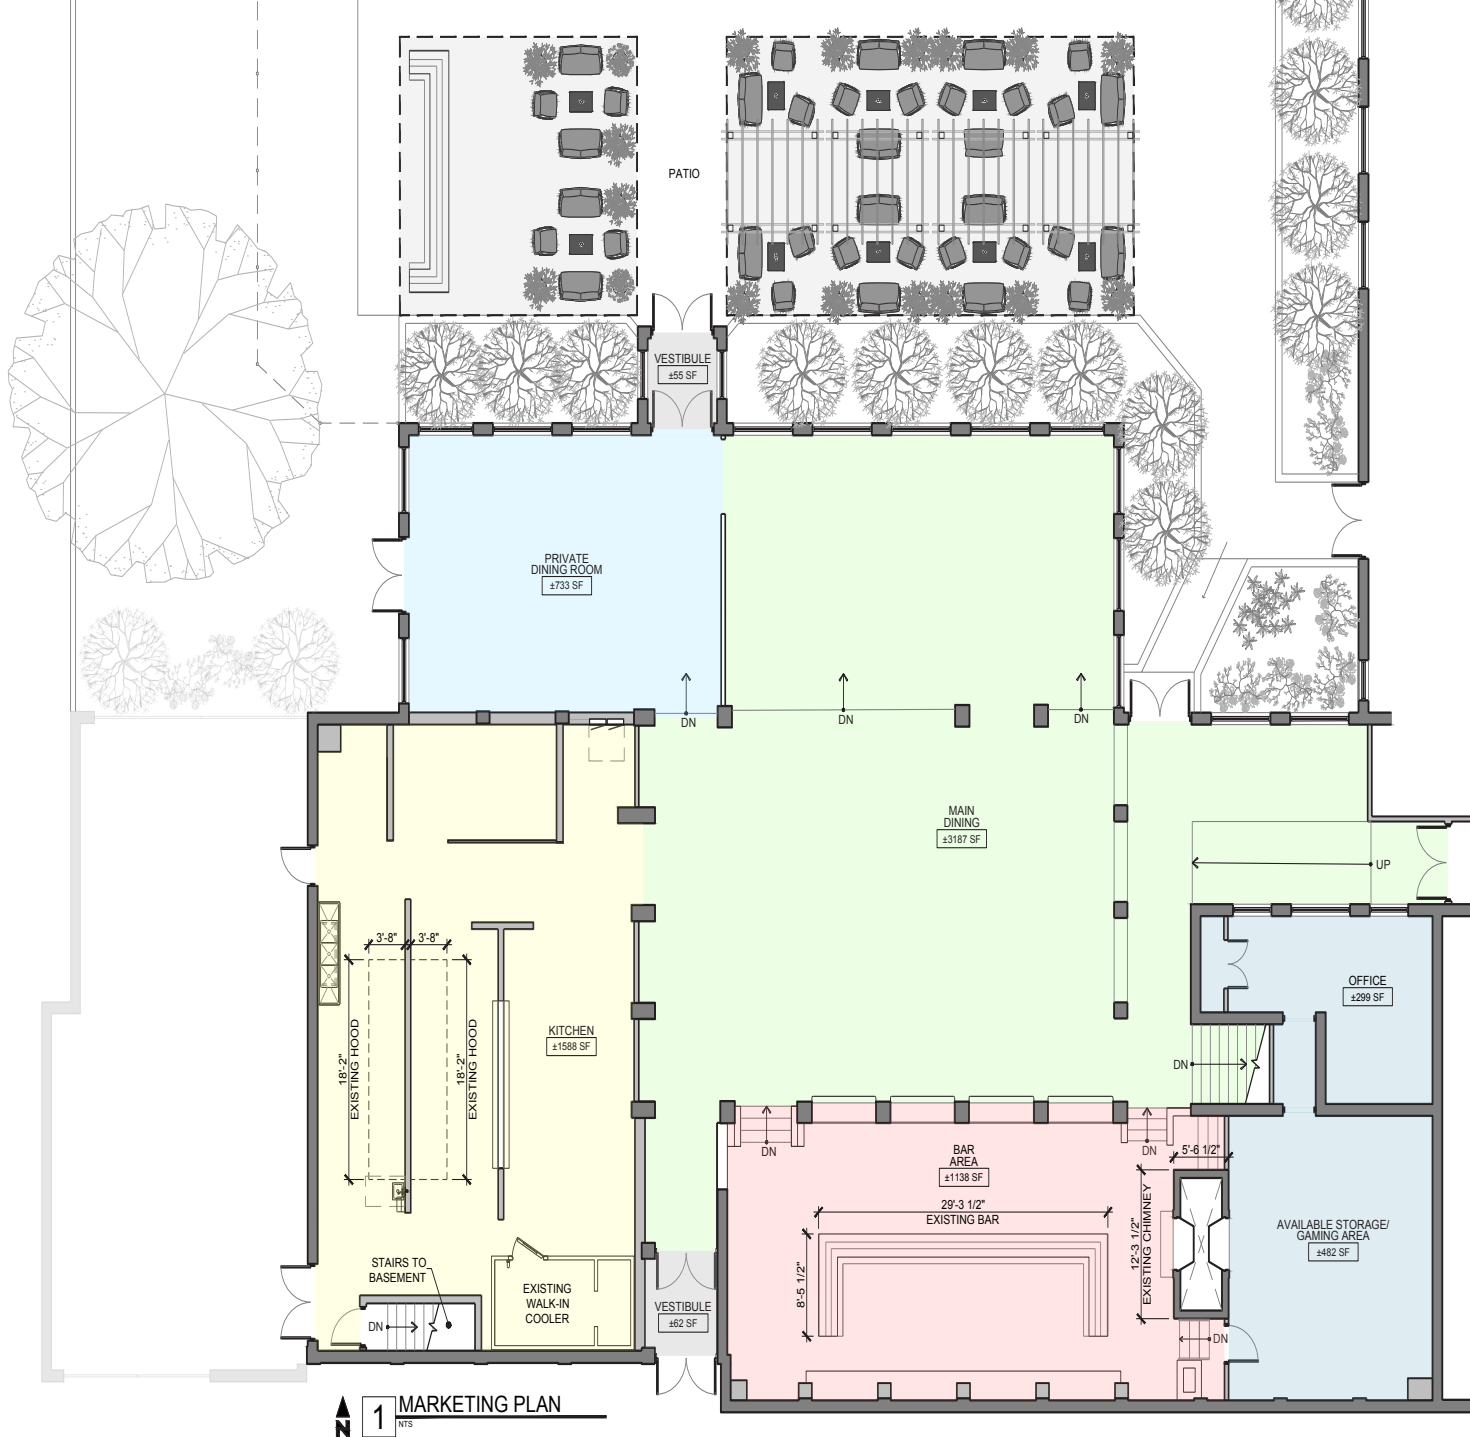 PATIO
VESTIBULE
±55 SF
PRIVATE
DINING ROOM
±733 SF
DN
DN
DN
MAIN
DINING
±3187 SF
UP
3'-8"
3'-8"
18'-2"
EXISTING HOOD
18'-2"
EXISTING HOOD
KITCHEN
±1588 SF
OFFICE
±299 SF
DN
DN
DN
BAR
AREA
±1138 SF
5'-6 1/2"
29'-3 1/2"
EXISTING BAR
8'-5 1/2"
12'-3 1/2"
EXISTING CHIMNEY
AVAILABLE STORAGE/
GAMING AREA
±482 SF
STAIRS TO
BASEMENT
DN
EXISTING
WALK-IN
COOLER
VESTIBULE
±62 SF
DN
N
1
MARKETING PLAN
NTS